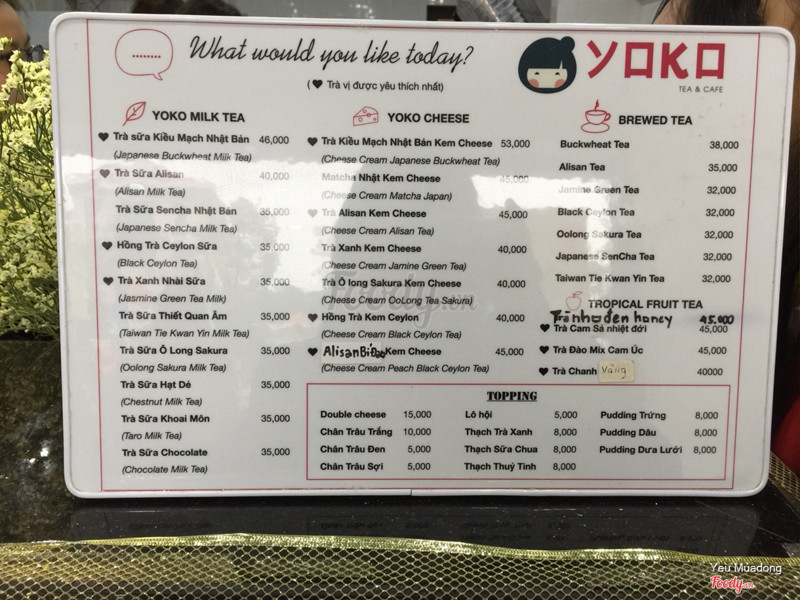 ........
What would you like today?
( ♥ Trà vị được yêu thích nhất)
YOKO
TEA & CAFE
YOKO MILK TEA
♥ Trà sữa Kiều Mạch Nhật Bản 46,000
(Japanese Buckwheat Milk Tea)
♥ Trà Sữa Alisan 40,000
(Alisan Milk Tea)
Trà Sữa Sencha Nhật Bản 35,000
(Japanese Sencha Milk Tea)
♥ Hồng Trà Ceylon Sữa 35,000
(Black Ceylon Tea)
♥ Trà Xanh Nhài Sữa 35,000
(Jasmine Green Tea Milk)
Trà Sữa Thiết Quan Âm 35,000
(Taiwan Tie Kwan Yin Milk Tea)
Trà Sữa Ô Long Sakura 35,000
(Oolong Sakura Milk Tea)
Trà Sữa Hạt Dẻ 35,000
(Chestnut Milk Tea)
Trà Sữa Khoai Môn 35,000
(Taro Milk Tea)
Trà Sữa Chocolate 35,000
(Chocolate Milk Tea)
YOKO CHEESE
♥ Trà Kiều Mạch Nhật Bản Kem Cheese 53,000
(Cheese Cream Japanese Buckwheat Tea)
Matcha Nhật Kem Cheese 45,000
(Cheese Cream Matcha Japan)
♥ Trà Alisan Kem Cheese 45,000
(Cheese Cream Alisan Tea)
Trà Xanh Kem Cheese 40,000
(Cheese Cream Jamine Green Tea)
Trà Ô long Sakura Kem Cheese 40,000
(Cheese Cream OoLong Tea Sakura)
♥ Hồng Trà Kem Ceylon 40,000
(Cheese Cream Black Ceylon Tea)
♥ Alisan Bí Đao Kem Cheese 45,000
(Cheese Cream Peach Black Ceylon Tea)
BREWED TEA
Buckwheat Tea 38,000
Alisan Tea 35,000
Jamine Green Tea 32,000
Black Ceylon Tea 32,000
Oolong Sakura Tea 32,000
Japanese SenCha Tea 32,000
Taiwan Tie Kwan Yin Tea 32,000
TROPICAL FRUIT TEA
Trà nho đen honey 45,000
♥ Trà Cam Sả nhiệt đới 45,000
♥ Trà Đào Mix Cam Úc 45,000
♥ Trà Chanh Vàng 40000
TOPPING
Double cheese 15,000
Chân Trâu Trắng 10,000
Chân Trâu Đen 5,000
Chân Trâu Sợi 5,000
Lô hội 5,000
Thạch Trà Xanh 8,000
Thạch Sữa Chua 8,000
Thạch Thuỷ Tinh 8,000
Pudding Trứng 8,000
Pudding Dâu 8,000
Pudding Dưa Lưới 8,000
Foody.vn
Yeu Muadong
Foody.vn